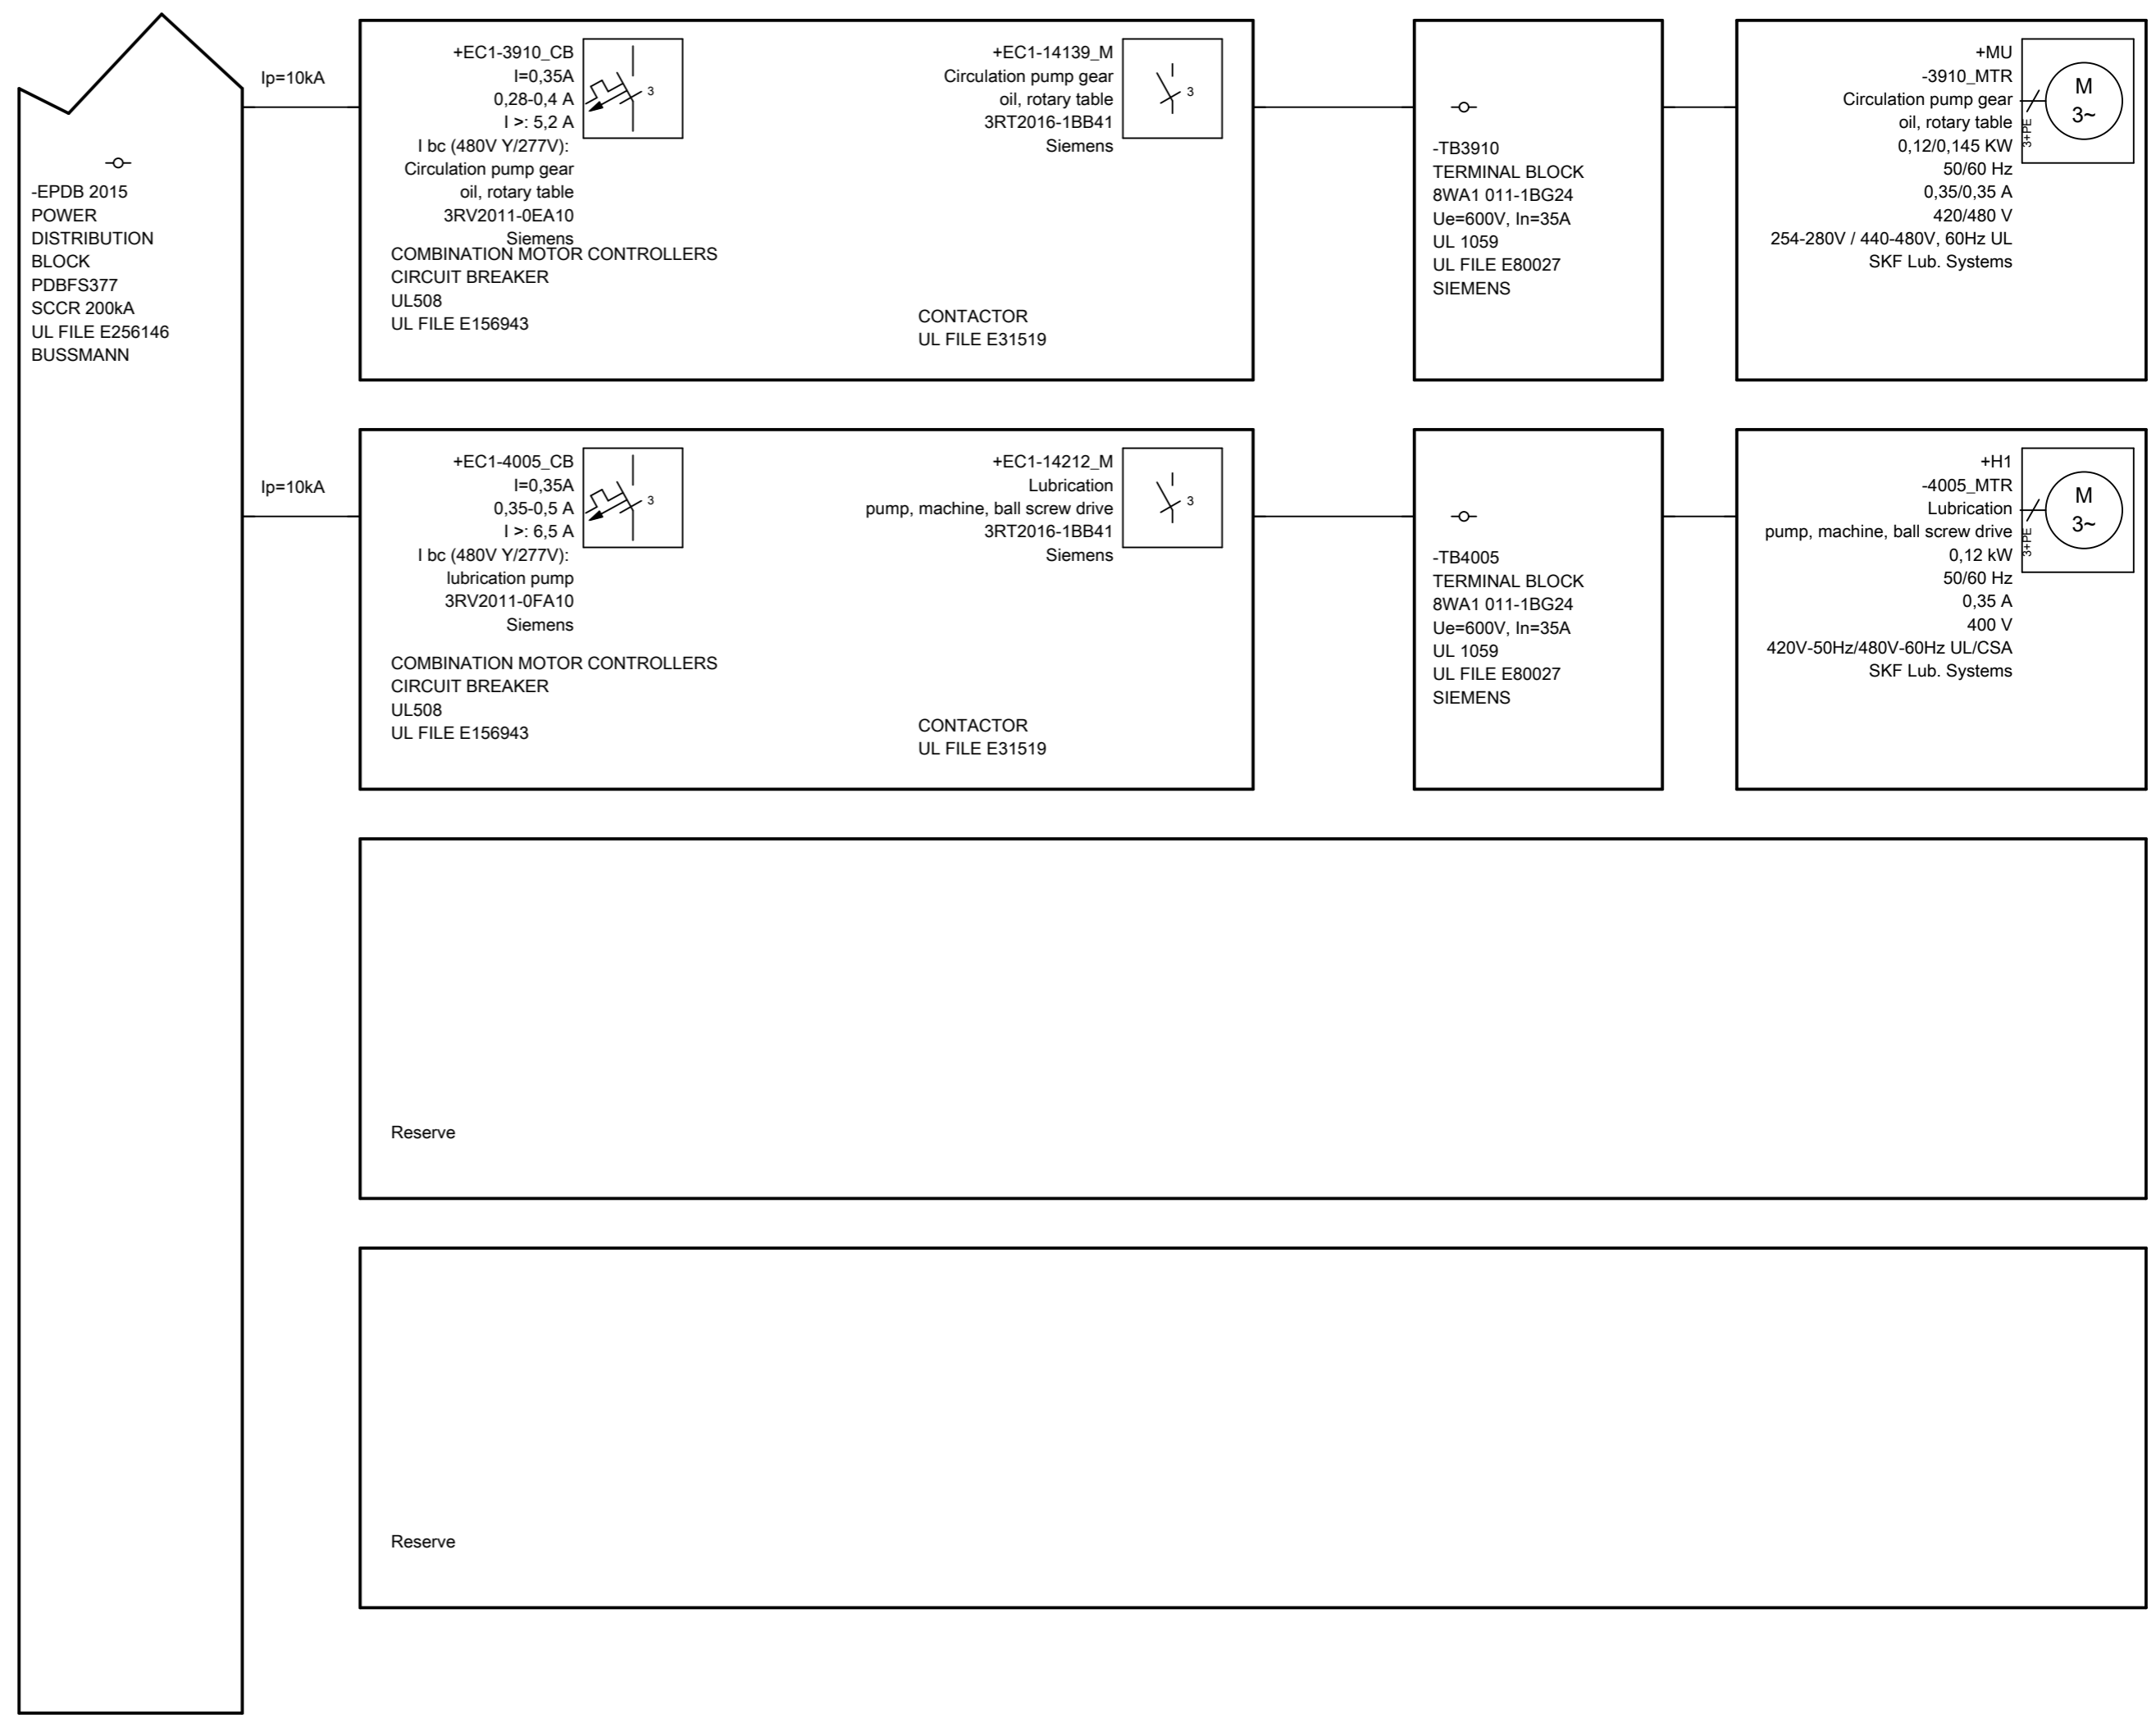 -EPDB 2015
POWER
DISTRIBUTION
BLOCK
PDBFS377
SCCR 200kA
UL FILE E256146
BUSSMANN
Ip=10kA
+EC1-3910_CB
I=0,35A
0,28-0,4 A
I >: 5,2 A
I bc (480V Y/277V):
Circulation pump gear
oil, rotary table
3RV2011-0EA10
Siemens
3
COMBINATION MOTOR CONTROLLERS
CIRCUIT BREAKER
UL508
UL FILE E156943
+EC1-14139_M
Circulation pump gear
oil, rotary table
3RT2016-1BB41
Siemens
3
CONTACTOR
UL FILE E31519
-TB3910
TERMINAL BLOCK
8WA1 011-1BG24
Ue=600V, In=35A
UL 1059
UL FILE E80027
SIEMENS
+MU
-3910_MTR
Circulation pump gear
oil, rotary table
0,12/0,145 KW
50/60 Hz
0,35/0,35 A
420/480 V
254-280V / 440-480V, 60Hz UL
SKF Lub. Systems
3+PE
M
3~
Ip=10kA
+EC1-4005_CB
I=0,35A
0,35-0,5 A
I >: 6,5 A
I bc (480V Y/277V):
lubrication pump
3RV2011-0FA10
Siemens
3
COMBINATION MOTOR CONTROLLERS
CIRCUIT BREAKER
UL508
UL FILE E156943
+EC1-14212_M
Lubrication
pump, machine, ball screw drive
3RT2016-1BB41
Siemens
3
CONTACTOR
UL FILE E31519
-TB4005
TERMINAL BLOCK
8WA1 011-1BG24
Ue=600V, In=35A
UL 1059
UL FILE E80027
SIEMENS
+H1
-4005_MTR
Lubrication
pump, machine, ball screw drive
0,12 kW
50/60 Hz
0,35 A
400 V
420V-50Hz/480V-60Hz UL/CSA
SKF Lub. Systems
3+PE
M
3~
Reserve
Reserve